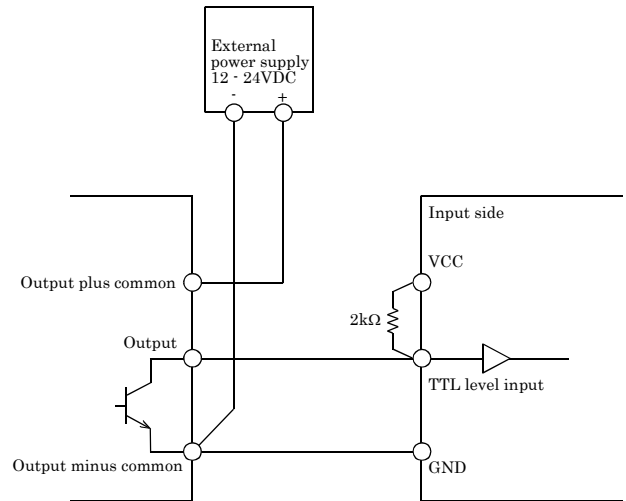 External
power supply
12 - 24VDC
- +
Input side
VCC
Output plus common
2kΩ
Output
TTL level input
Output minus common
GND